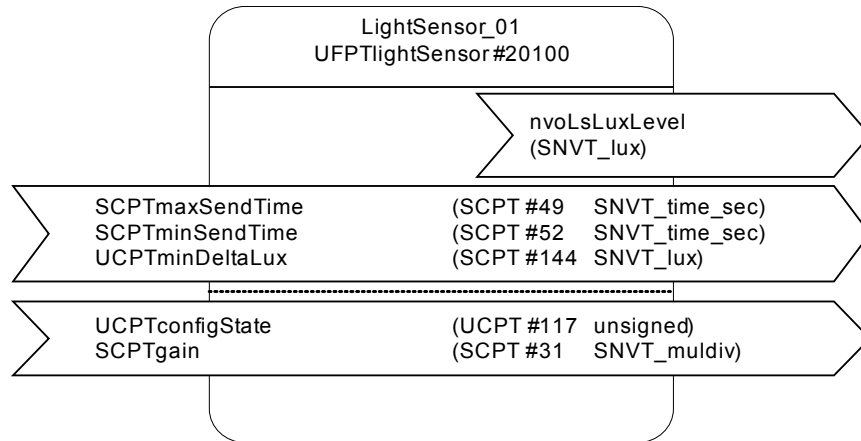 LightSensor_01
UFPTlightSensor #20100
nvoLsLuxLevel
(SNVT_lux)
SCPTmaxSendTime (SCPT #49 SNVT_time_sec)
SCPTminSendTime (SCPT #52 SNVT_time_sec)
UCPTminDeltaLux (SCPT #144 SNVT_lux)
UCPTconfigState (UCPT #117 unsigned)
SCPTgain (SCPT #31 SNVT_muldiv)